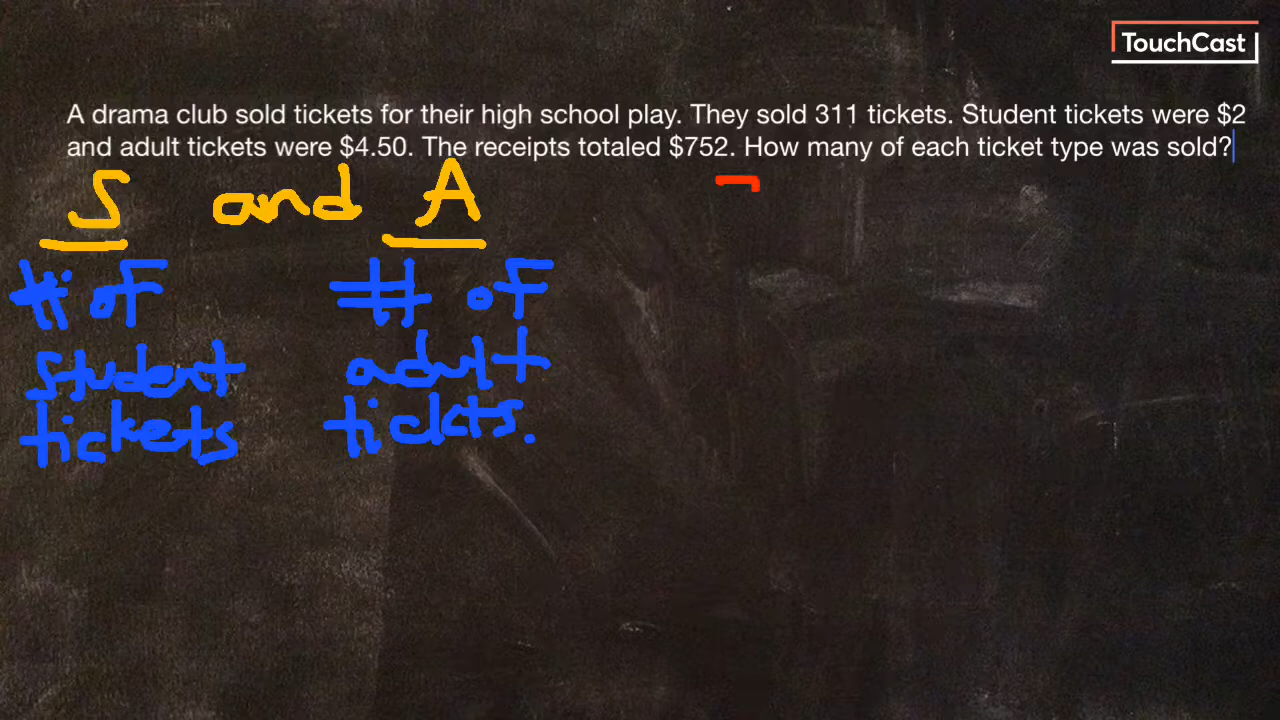 TouchCast
A drama club sold tickets for their high school play. They sold 311 tickets. Student tickets were $2
and adult tickets were $4.50. The receipts totaled $752. How many of each ticket type was sold?
S and A
# of # of
student adult
tickets tickts.